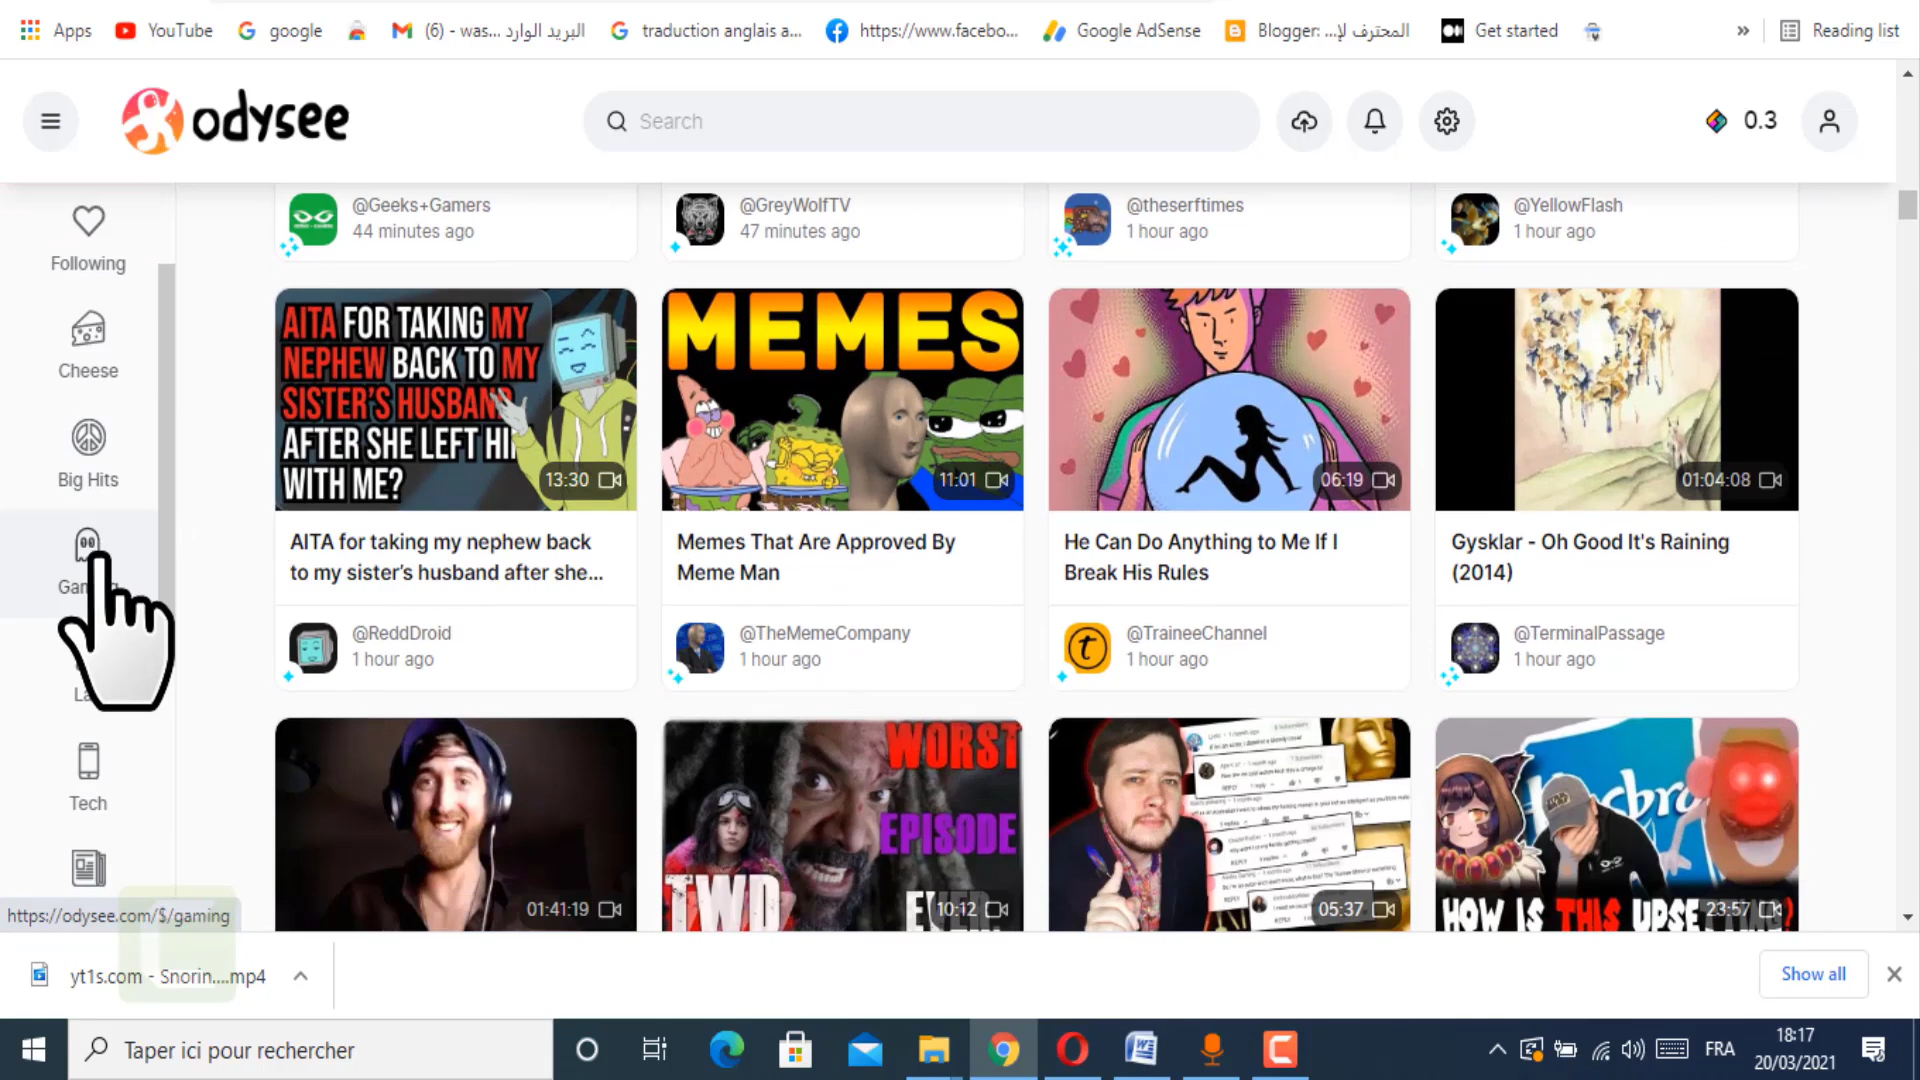 Apps
YouTube
google
(6) - was... البريد الوارد
traduction anglais a...
https://www.facebo...
Google AdSense
Blogger: ...المحترف لإ
Get started
»
Reading list
odysee
Search
0.3
Following
Cheese
Big Hits
Tech
@Geeks+Gamers
44 minutes ago
@GreyWolfTV
47 minutes ago
@theserftimes
1 hour ago
@YellowFlash
1 hour ago
AITA FOR TAKING MY
NEPHEW BACK TO MY
SISTER'S HUSBAND
AFTER SHE LEFT HI
WITH ME?
13:30
MEMES
11:01
06:19
01:04:08
AITA for taking my nephew back
to my sister's husband after she...
Memes That Are Approved By
Meme Man
He Can Do Anything to Me If I
Break His Rules
Gysklar - Oh Good It's Raining
(2014)
@ReddDroid
1 hour ago
@TheMemeCompany
1 hour ago
@TraineeChannel
1 hour ago
@TerminalPassage
1 hour ago
01:41:19
WORST
EPISODE
TWD
10:12
05:37
HOW IS THIS UPSE
23:57
https://odysee.com/$/gaming
yt1s.com - Snorin....mp4
Show all
Taper ici pour rechercher
FRA
18:17
20/03/2021